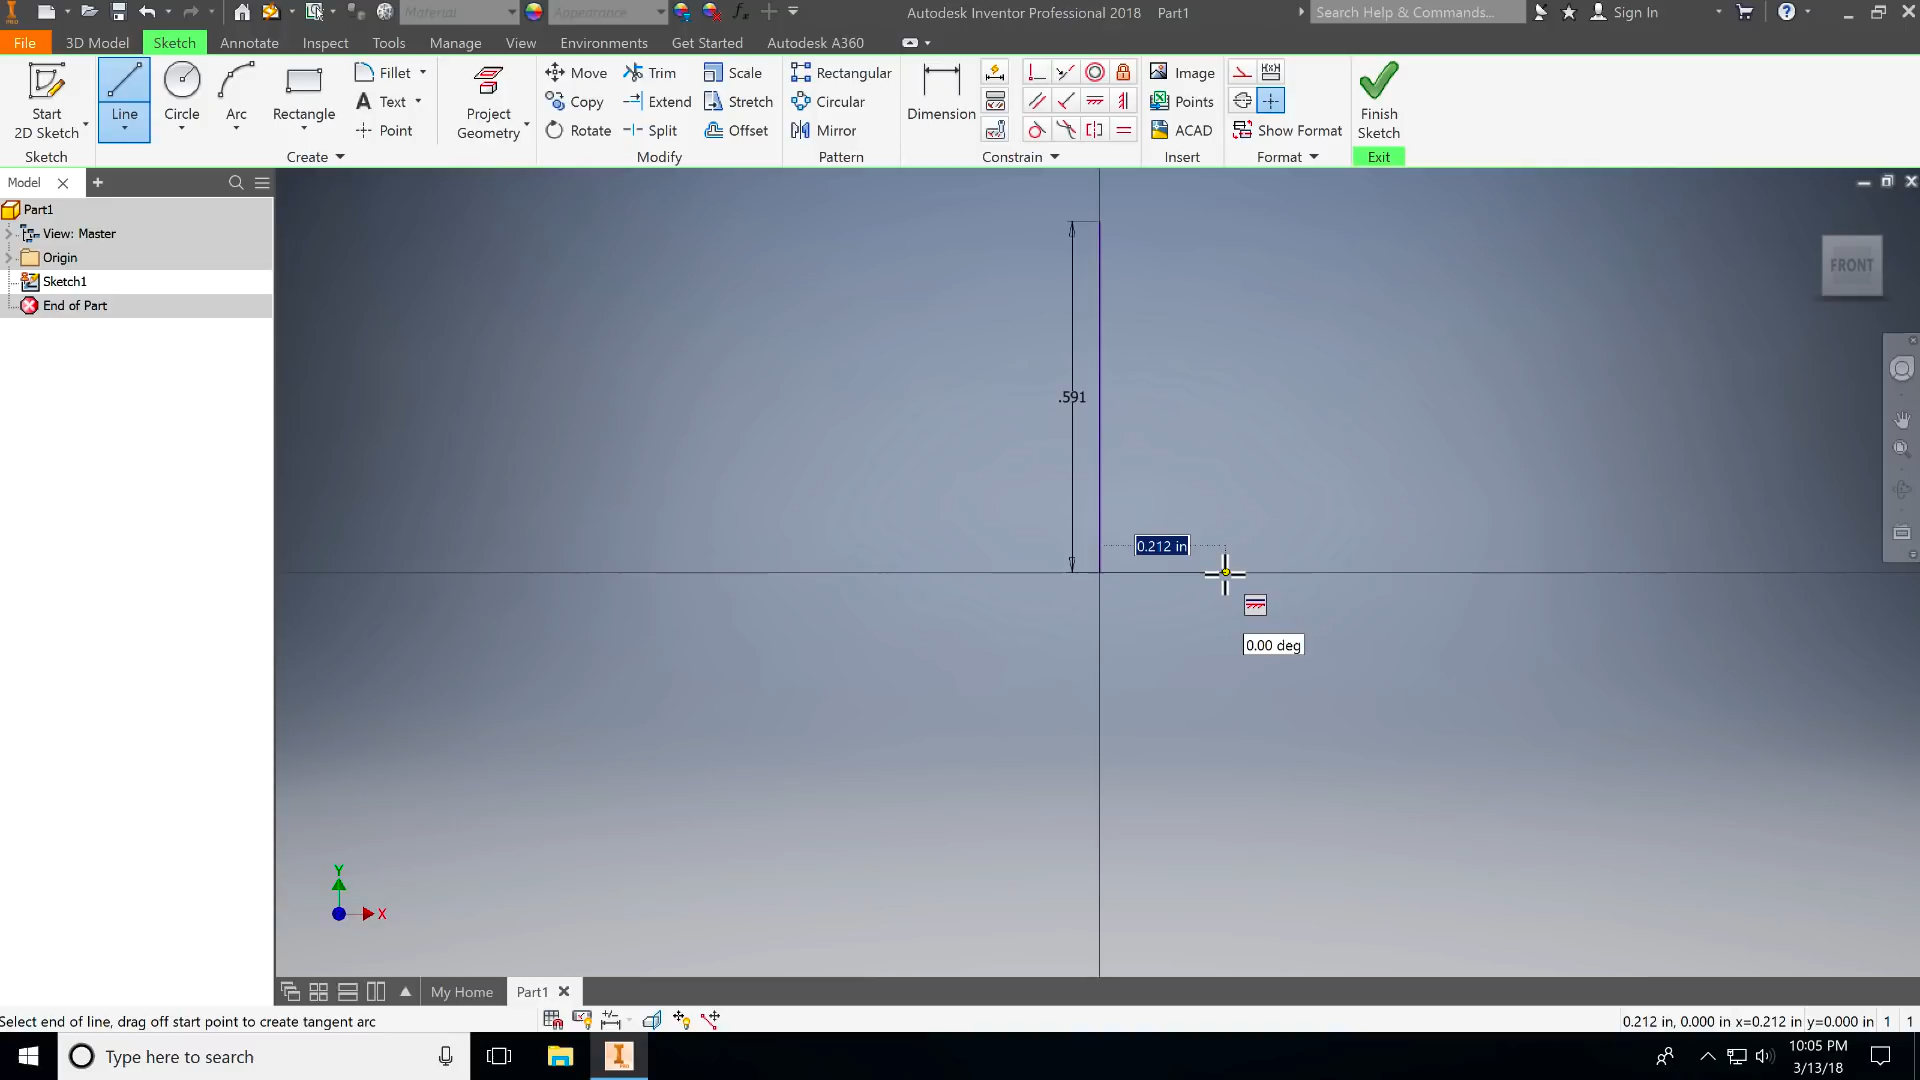 Material
Appearance
Autodesk Inventor Professional 2018 Part1
Search Help & Commands...
Sign In
PRO
File 3D Model Sketch Annotate Inspect Tools Manage View Environments Get Started Autodesk A360
Start
2D Sketch
Line
Circle
Arc
Rectangle
Fillet
Text
Point
Project
Geometry
Move
Copy
Rotate
Trim
Extend
Split
Scale
Stretch
Offset
Rectangular
Circular
Mirror
Dimension
Image
Points
ACAD
Show Format
Finish
Sketch
Sketch Create Modify Pattern Constrain Insert Format Exit
Model
Part1
View: Master
Origin
Sketch1
End of Part
FRONT
.591
0.212 in
0.00 deg
Y
X
My Home
Part1
Select end of line, drag off start point to create tangent arc
0.212 in, 0.000 in x=0.212 in y=0.000 in 1 1
Type here to search
10:05 PM
3/13/18